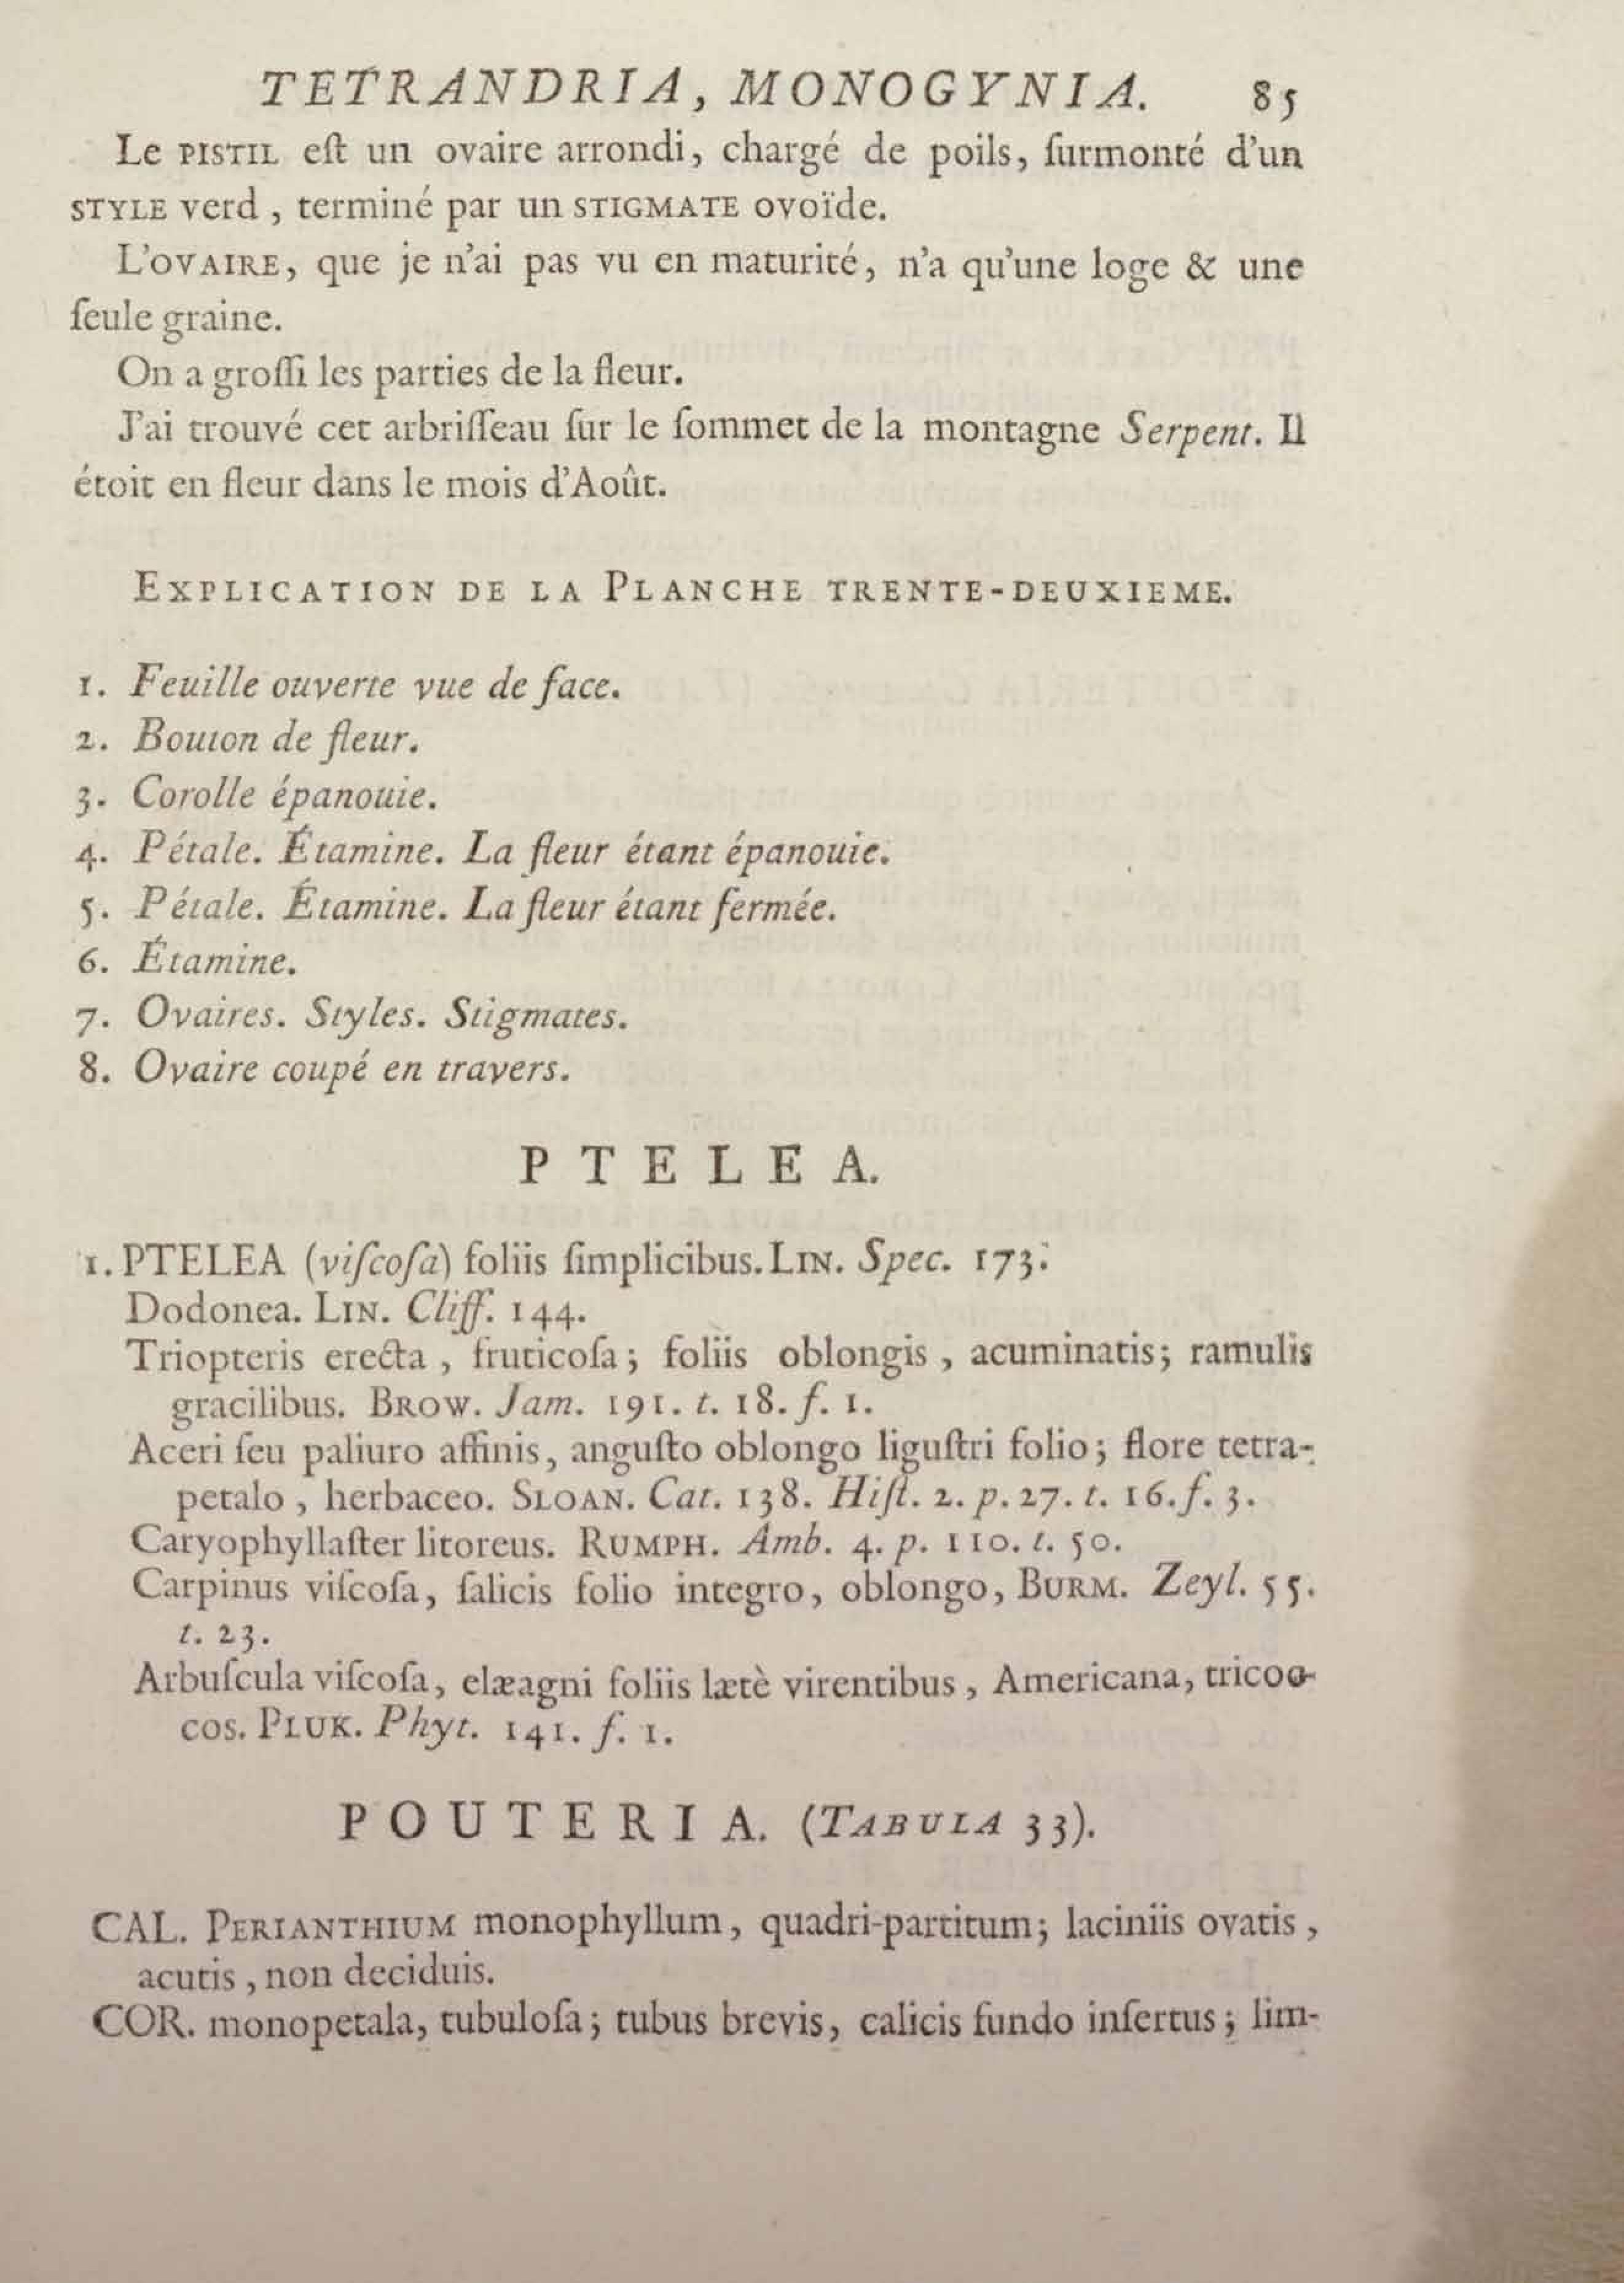 TETRANDRIA, MONOGYNIA. 85
Le PISTIL eſt un ovaire arrondi, chargé de poils, ſurmonté d'un
STYLE verd, terminé par un STIGMATE ovoïde.
L'OVAIRE, que je n'ai pas vu en maturité, n'a qu'une loge & une
ſeule graine.
On a groſſi les parties de la fleur.
J'ai trouvé cet arbriſſeau ſur le ſommet de la montagne Serpent. Il
étoit en fleur dans le mois d'Août.
EXPLICATION DE LA PLANCHE TRENTE-DEUXIEME.
1. Feuille ouverte vue de face.
2. Bouton de fleur.
3. Corolle épanouie.
4. Pétale. Étamine. La fleur étant épanouie.
5. Pétale. Étamine. La fleur étant fermée.
6. Étamine.
7. Ovaires. Styles. Stigmates.
8. Ovaire coupé en travers.
PTELEA.
1. PTELEA (viſcoſa) foliis ſimplicibus. LIN. Spec. 173.
Dodonea. LIN. Cliff. 144.
Triopteris erecta, fruticoſa; foliis oblongis, acuminatis; ramulis
gracilibus. BROW. Jam. 191. t. 18. f. 1.
Aceri ſeu paliuro affinis, anguſto oblongo liguſtri folio; flore tetra-
petalo, herbaceo. SLOAN. Cat. 138. Hiſt. 2. p. 27. t. 16. f. 3.
Caryophyllaſter litoreus. RUMPH. Amb. 4. p. 110. t. 50.
Carpinus viſcoſa, ſalicis folio integro, oblongo, BURM. Zeyl. 55.
t. 23.
Arbuſcula viſcoſa, elæagni foliis lætè virentibus, Americana, tricoc-
cos. PLUK. Phyt. 141. f. 1.
POUTERIA. (TABULA 33).
CAL. PERIANTHIUM monophyllum, quadri-partitum; laciniis ovatis,
acutis, non deciduis.
COR. monopetala, tubuloſa; tubus brevis, calicis fundo inſertus; lim-